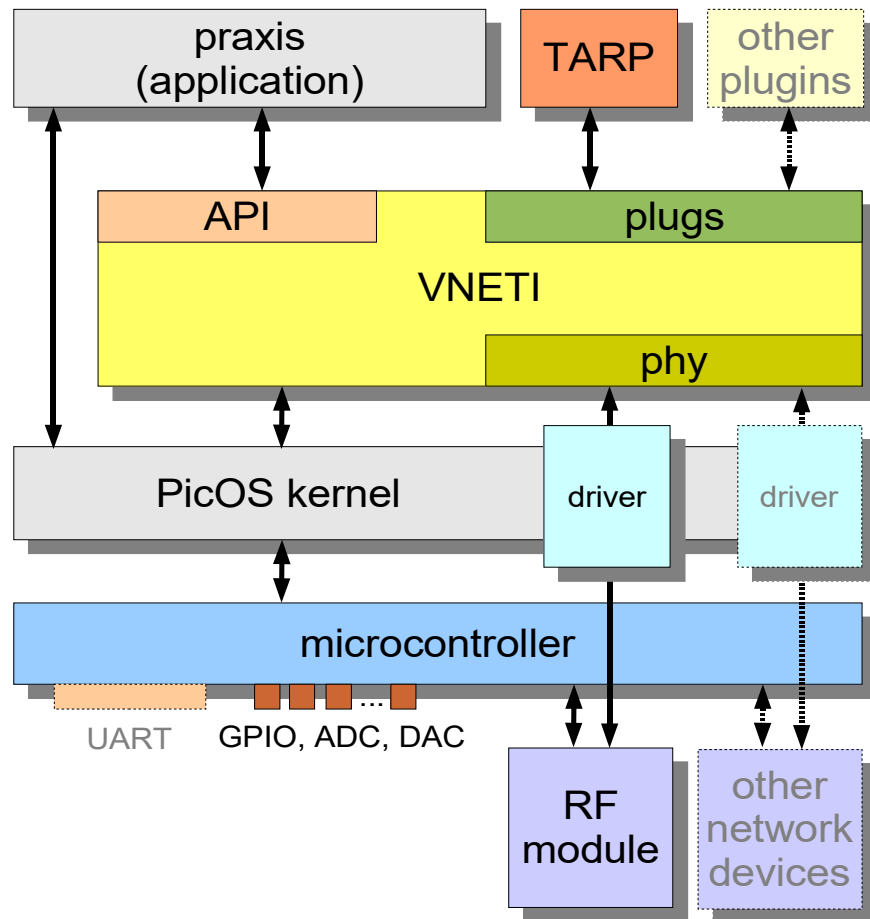 praxis
(application)
TARP
other
plugins
API
plugs
VNETI
phy
PicOS kernel
driver
driver
microcontroller
...
UART
GPIO, ADC, DAC
RF
module
other
network
devices